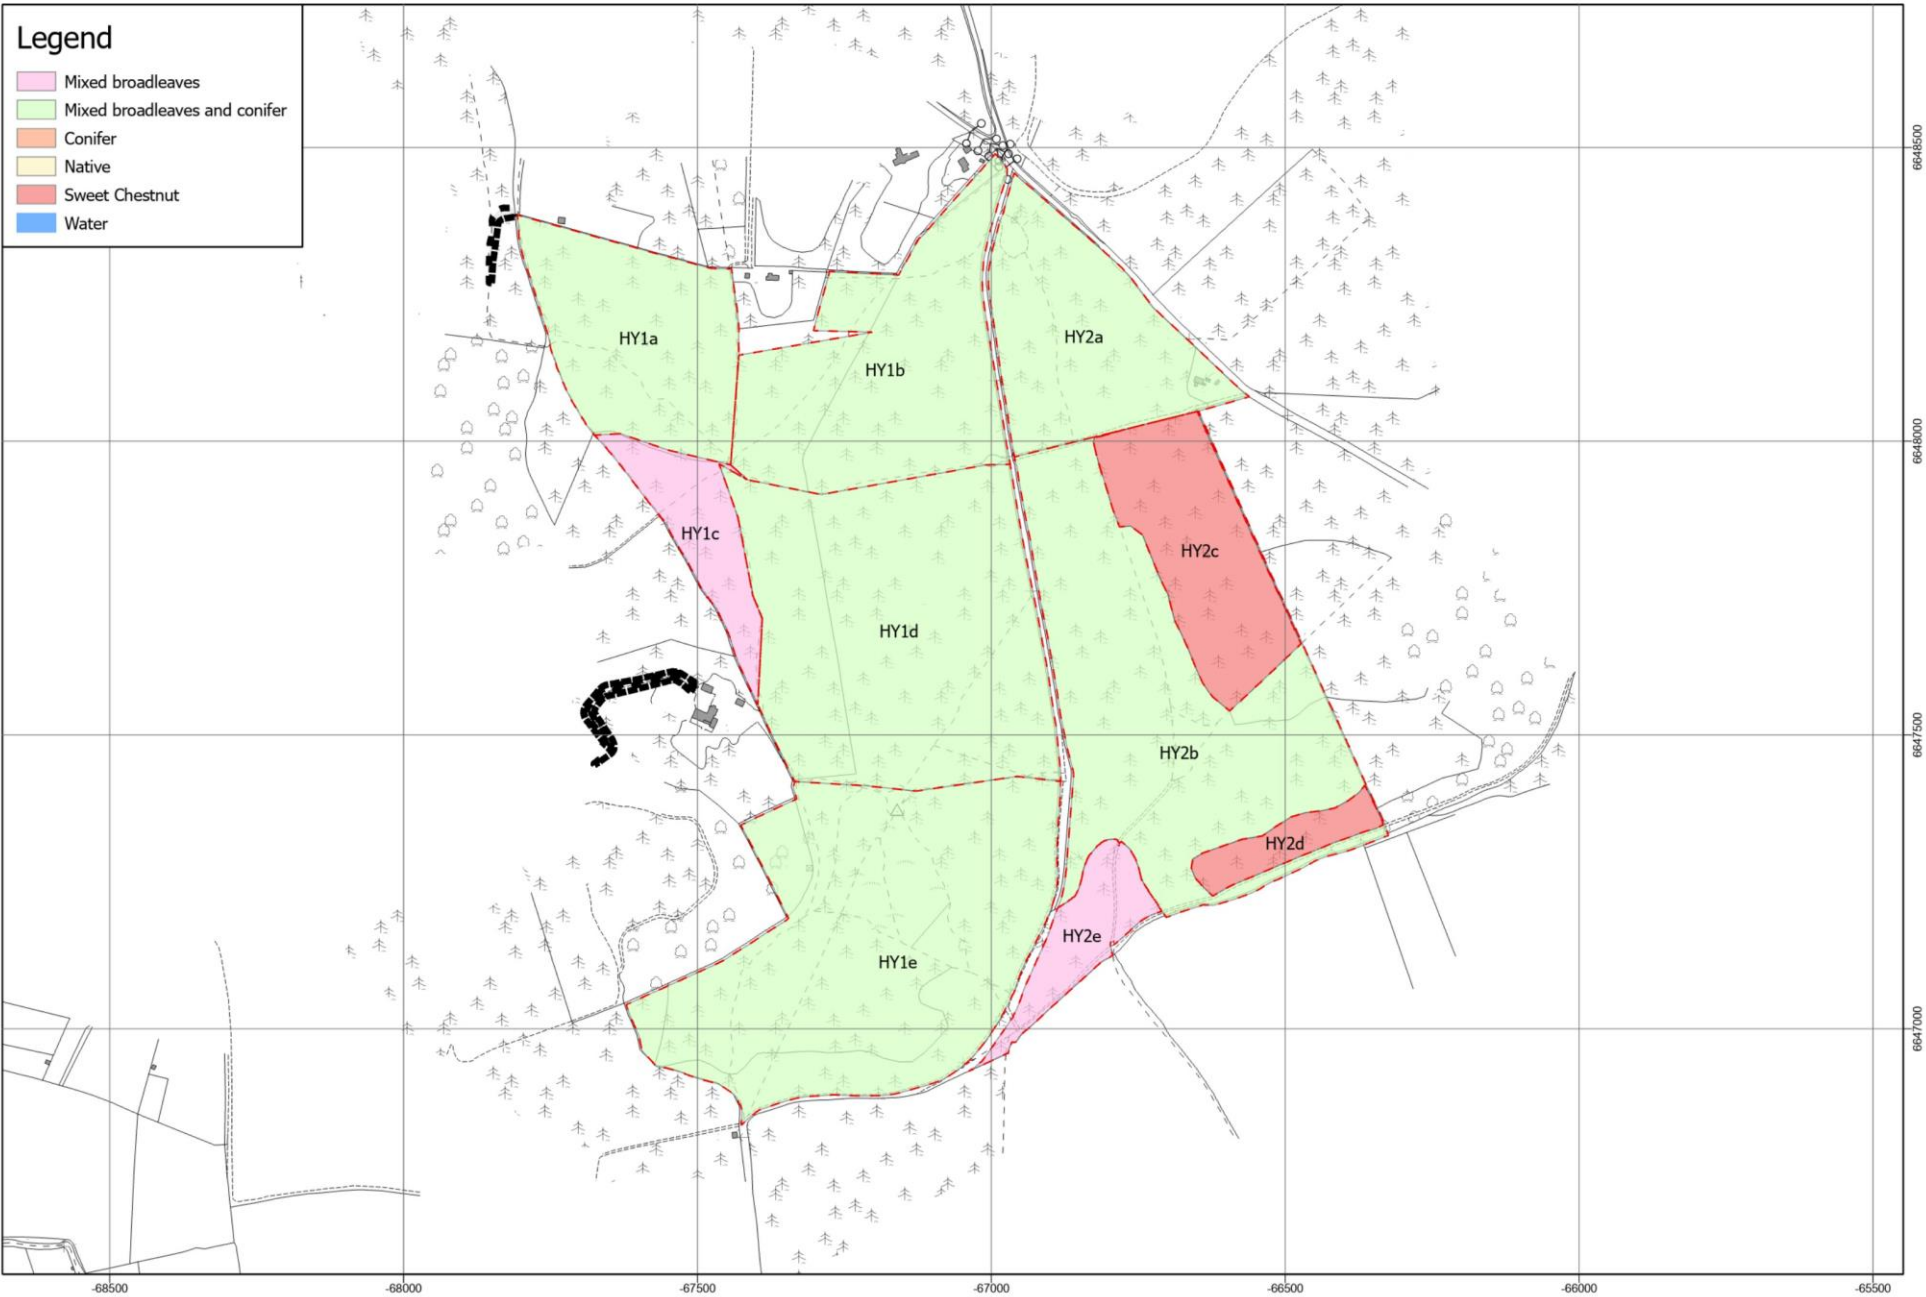 Legend
Mixed broadleaves
Mixed broadleaves and conifer
Conifer
Native
Sweet Chestnut
Water
6648500
HY1a
HY2a
HY1b
6648000
HY1c
HY2c
HY1d
6647500
HY2b
HY2d
HY2e
HY1e
6647000
-68500
-68000
-67500
-67000
-66500
-66000
-65500